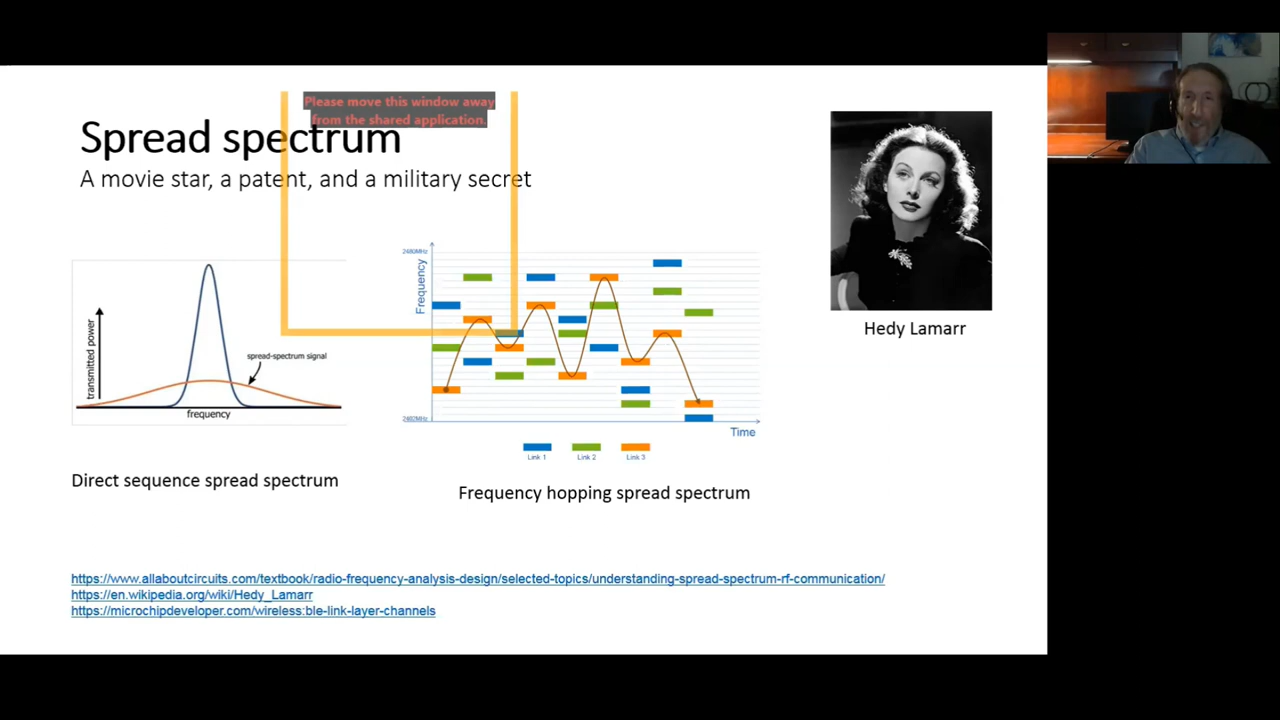 Please move this window away
from the shared application.
Spread spectrum
A movie star, a patent, and a military secret
Hedy Lamarr
transmitted power
spread-spectrum signal
frequency
Direct sequence spread spectrum
2480MHz
Frequency
2402MHz
Time
Link 1
Link 2
Link 3
Frequency hopping spread spectrum
https://www.allaboutcircuits.com/textbook/radio-frequency-analysis-design/selected-topics/understanding-spread-spectrum-rf-communication/
https://en.wikipedia.org/wiki/Hedy_Lamarr
https://microchipdeveloper.com/wireless:ble-link-layer-channels